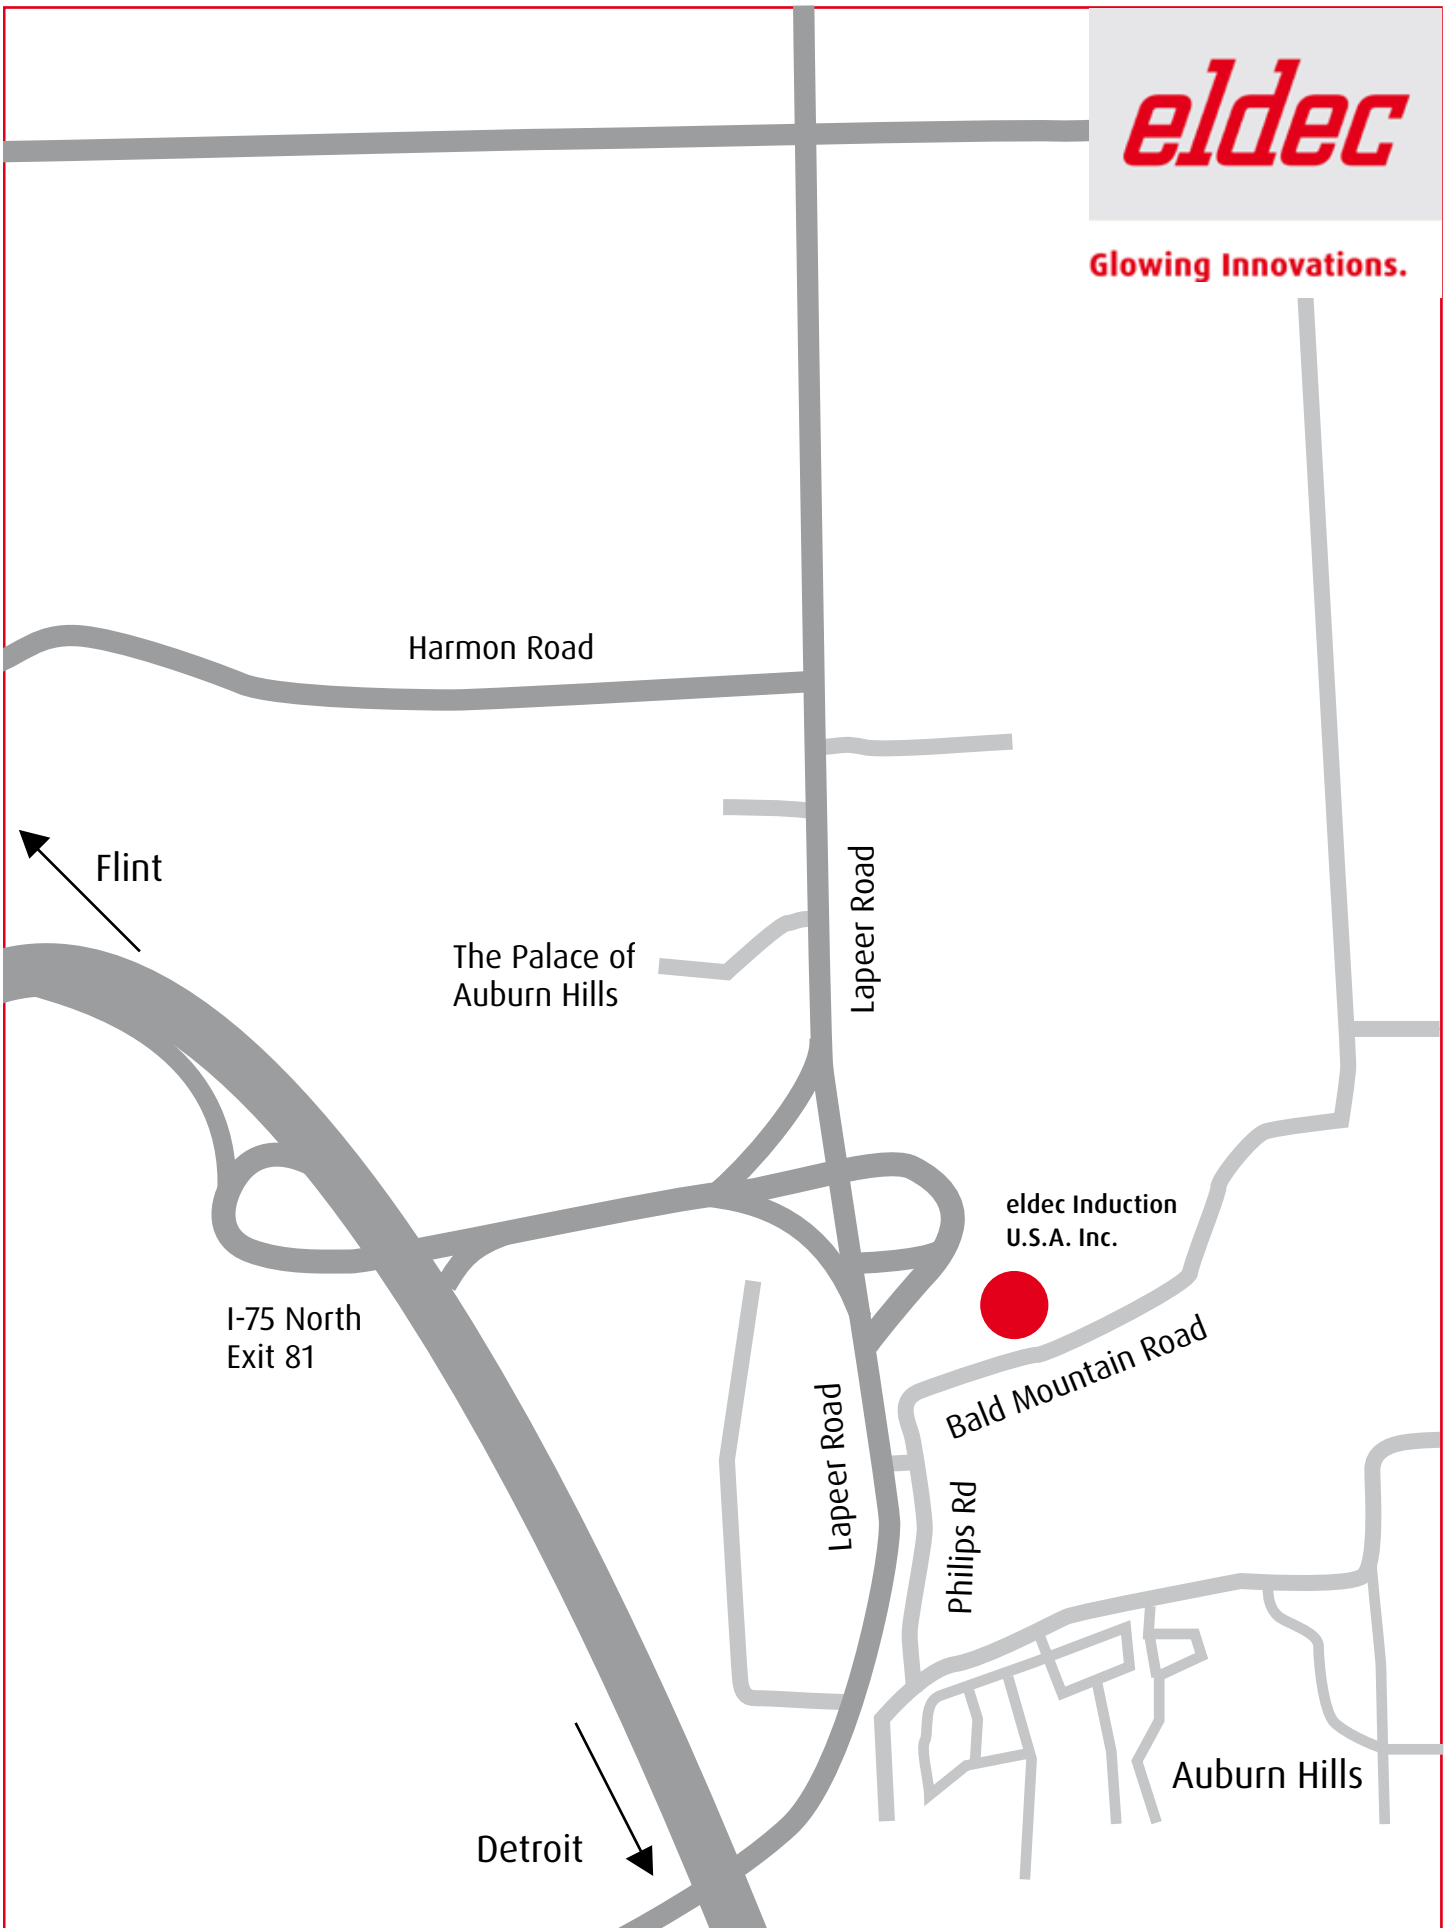 eldec
Glowing Innovations.
Harmon Road
Flint
Lapeer Road
The Palace of
Auburn Hills
eldec Induction
U.S.A. Inc.
I-75 North
Exit 81
Bald Mountain Road
Lapeer Road
Philips Rd
Auburn Hills
Detroit